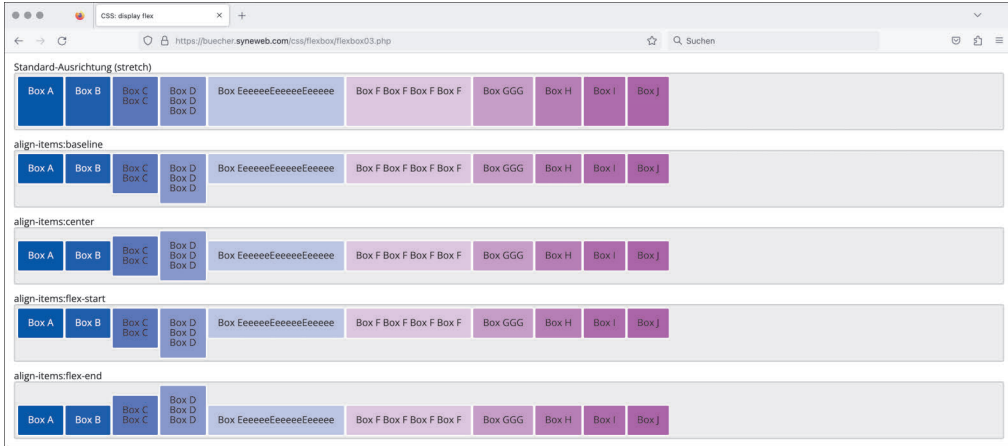 CSS: display flex
https://buecher.syneweb.com/css/flexbox/flexbox03.php
Suchen
Standard-Ausrichtung (stretch)
Box A Box B Box C Box D Box EeeeeeEeeeeeEeeeee Box F Box F Box F Box F Box GGG Box H Box I Box J
Box C Box D
Box D
align-items:baseline
Box A Box B Box C Box D Box EeeeeeEeeeeeEeeeee Box F Box F Box F Box F Box GGG Box H Box I Box J
Box C Box D
Box D
align-items:center
Box D
Box C
Box A Box B Box D Box EeeeeeEeeeeeEeeeee Box F Box F Box F Box F Box GGG Box H Box I Box J
Box C
Box D
align-items:flex-start
Box A Box B Box C Box D Box EeeeeeEeeeeeEeeeee Box F Box F Box F Box F Box GGG Box H Box I Box J
Box C Box D
Box D
align-items:flex-end
Box D
Box C Box D
Box A Box B Box C Box D Box EeeeeeEeeeeeEeeeee Box F Box F Box F Box F Box GGG Box H Box I Box J